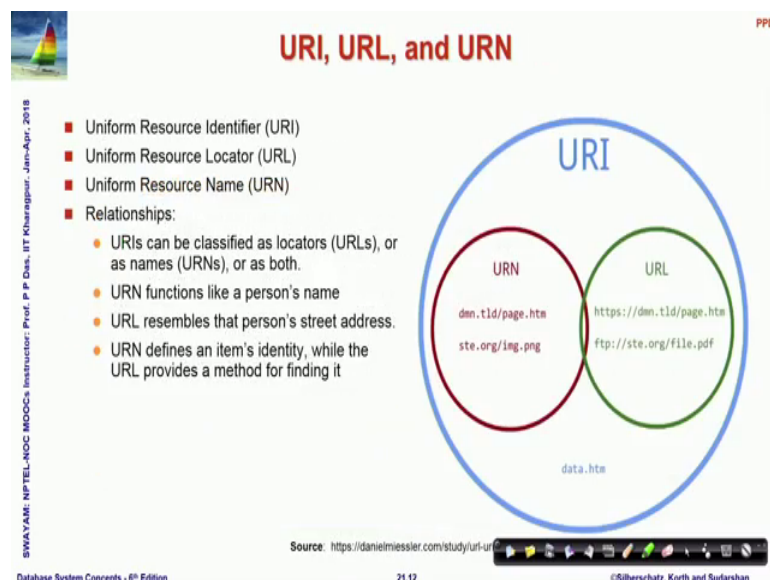 PPD
URI, URL, and URN
SWAYAM: NPTEL-NOC MOOCs Instructor: Prof. P P Das, IIT Kharagpur. Jan-Apr, 2018
Uniform Resource Identifier (URI)
Uniform Resource Locator (URL)
Uniform Resource Name (URN)
Relationships:
URIs can be classified as locators (URLs), or
as names (URNs), or as both.
URN functions like a person's name
URL resembles that person's street address.
URN defines an item's identity, while the
URL provides a method for finding it
URI
URN
dmn.tld/page.htm
ste.org/img.png
URL
https://dmn.tld/page.htm
ftp://ste.org/file.pdf
data.htm
Source: https://danielmiessler.com/study/url-ur
Database System Concepts - 6th Edition
21.12
©Silberschatz, Korth and Sudarshan